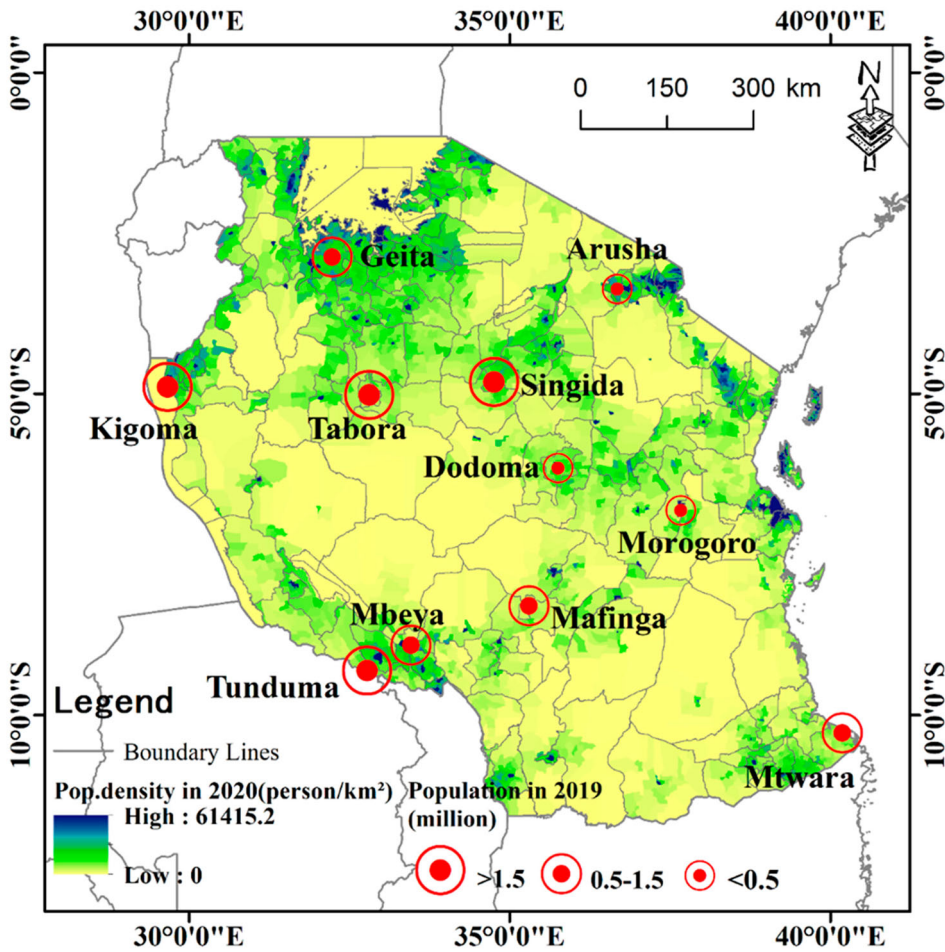 30°0'0"E 35°0'0"E 40°0'0"E
0°0'0"
0 150 300 km
N
0°0'0"
Arusha
Geita
5°0'0"S
Singida
5°0'0"S
Kigoma
Tabora
Dodoma
Morogoro
Mbeya
Mafinga
Tunduma
10°0'0"S
Legend
10°0'0"S
Boundary Lines
Mtwara
Pop.density in 2020(person/km²)
High : 61415.2
Low : 0
Population in 2019
(million)
>1.5 0.5-1.5 <0.5
30°0'0"E 35°0'0"E 40°0'0"E